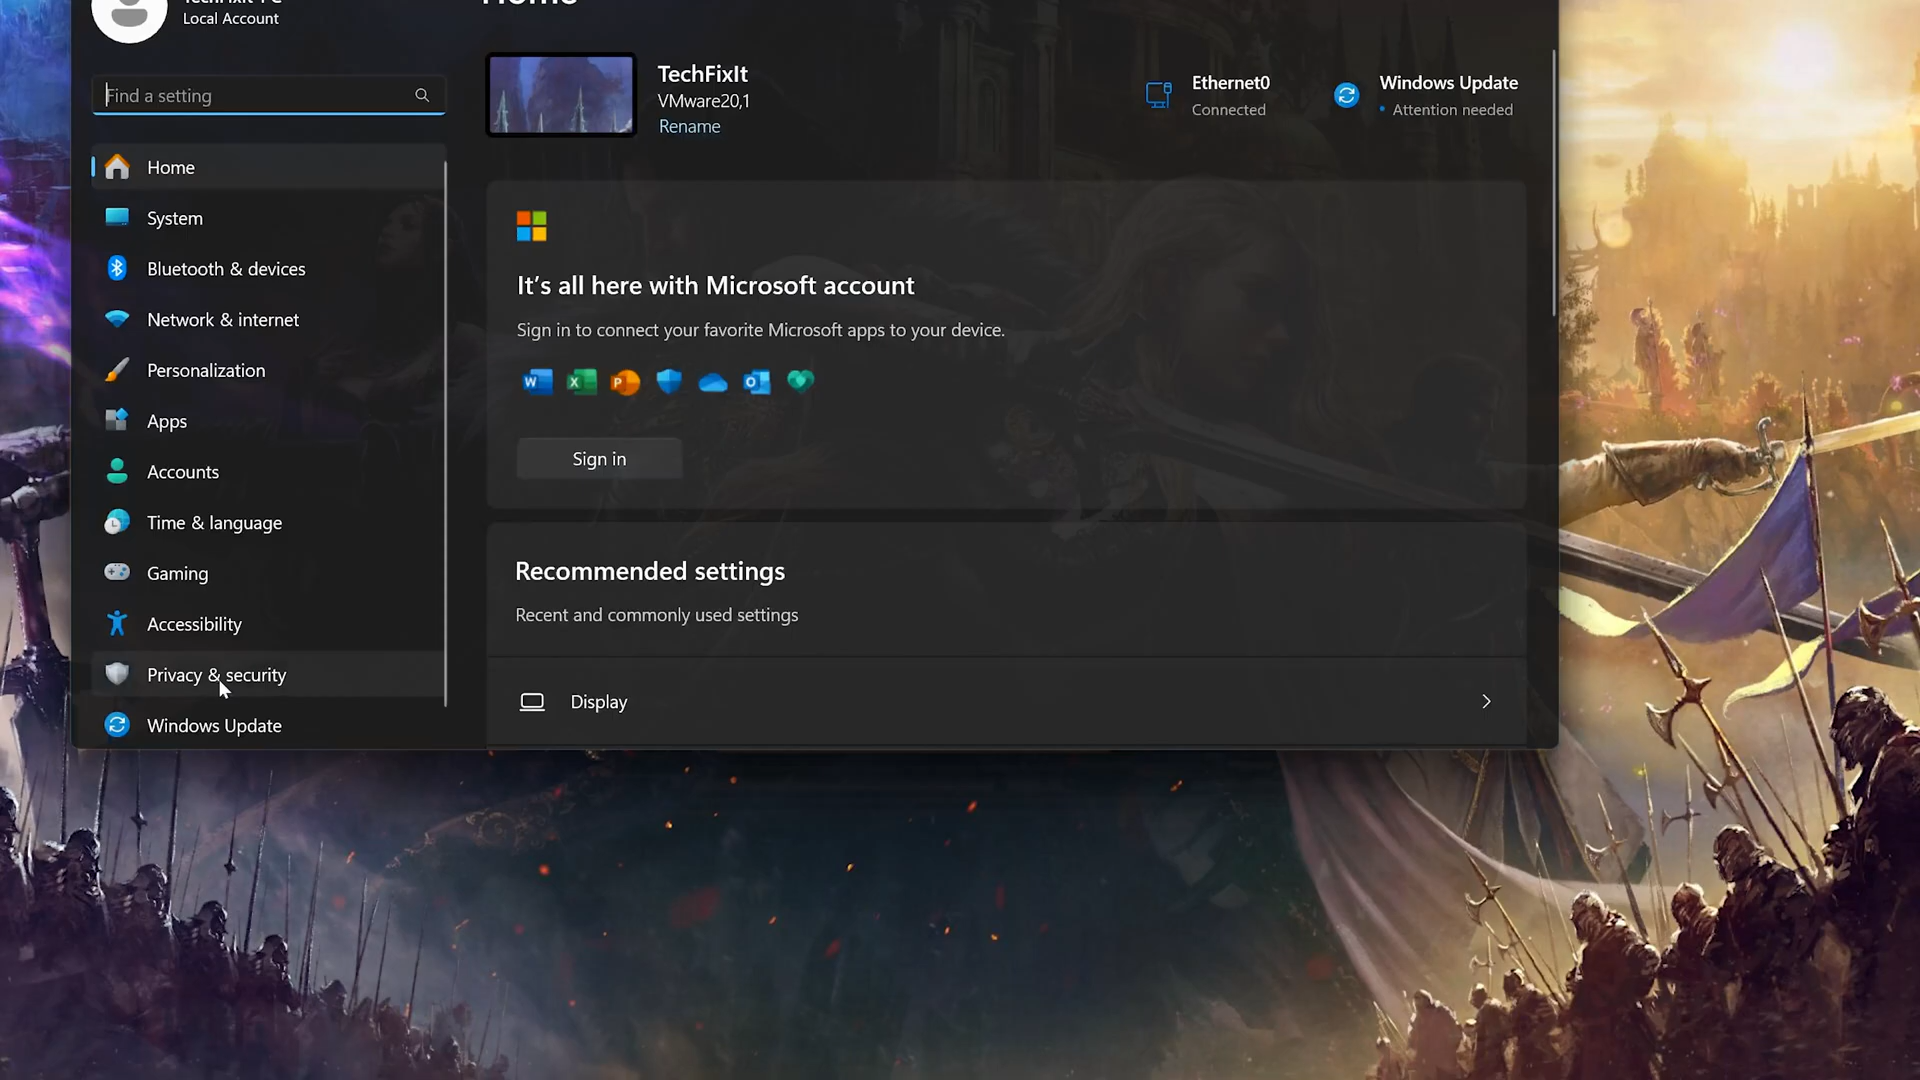 Local Account
Find a setting
Home
System
Bluetooth & devices
Network & internet
Personalization
Apps
Accounts
Time & language
Gaming
Accessibility
Privacy & security
Windows Update
TechFixIt
VMware20,1
Rename
Ethernet0
Connected
Windows Update
Attention needed
It's all here with Microsoft account
Sign in to connect your favorite Microsoft apps to your device.
Sign in
Recommended settings
Recent and commonly used settings
Display